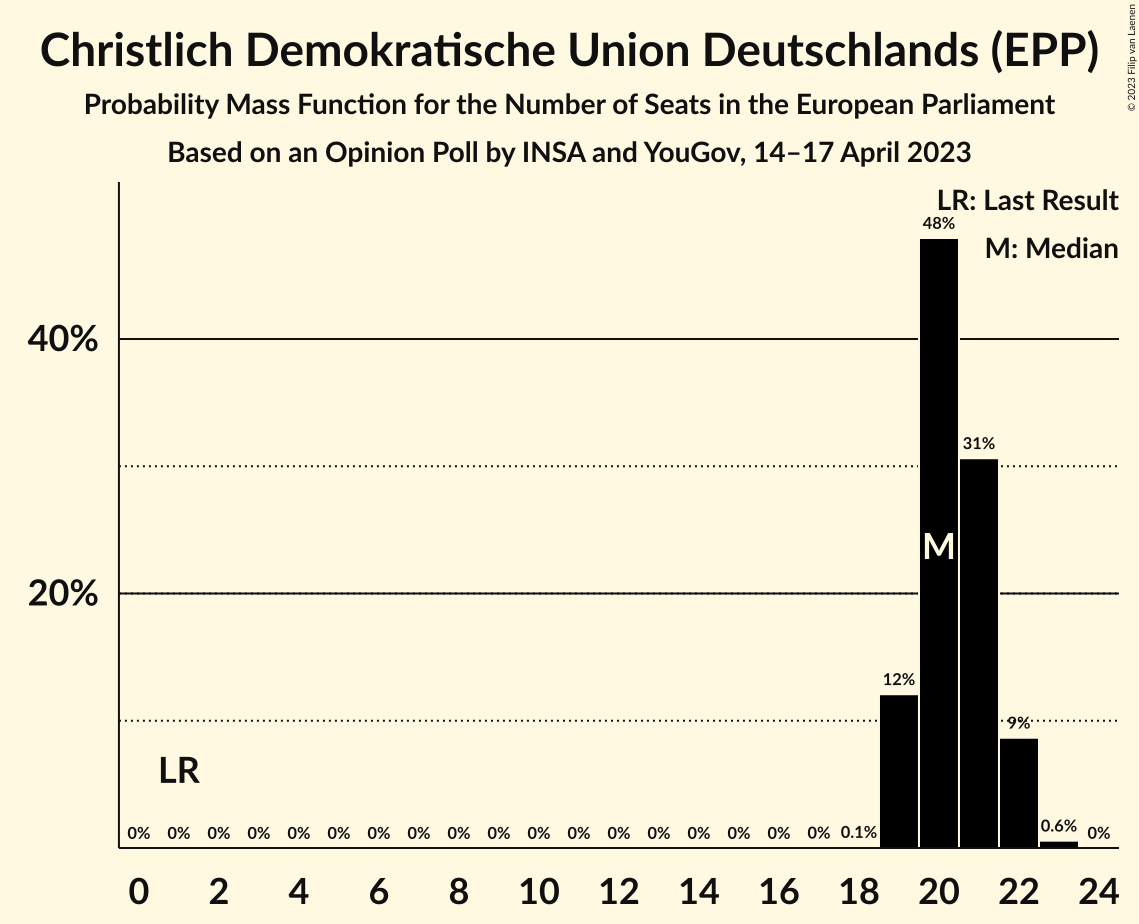 Christlich Demokratische Union Deutschlands (EPP)
Probability Mass Function for the Number of Seats in the European Parliament
Based on an Opinion Poll by INSA and YouGov, 14–17 April 2023
© 2023 Filip van Laenen
LR: Last Result
M: Median
48%
40%
31%
M
20%
12%
9%
LR
0% 0% 0% 0% 0% 0% 0% 0% 0% 0% 0% 0% 0% 0% 0% 0% 0% 0% 0.1% 0.6% 0%
0 2 4 6 8 10 12 14 16 18 20 22 24